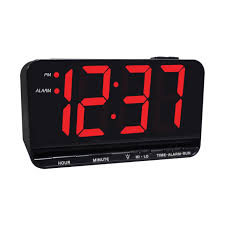 PM
ALARM
12:37
HOUR MINUTE HI - LO TIME-ALARM-RUN